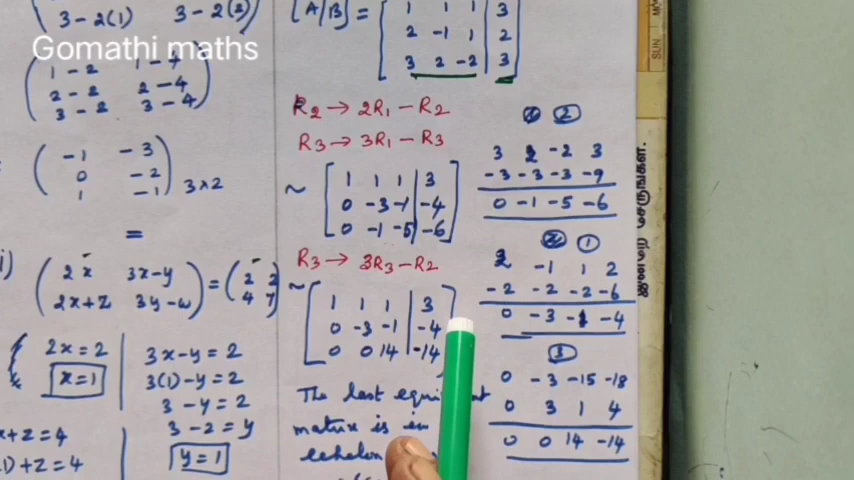 3-2(1) 3-2(3)
Gomathi maths
1-2 1-4
2-2 2-4
3-2 3-4
-1 -3
0 -2
1 -1 3×2
=
i) (2x 3x-y) = (2 2)
2x+z 3y-w 4 7
2x=2
x=1
x+z=4
1)+z=4
3x-y=2
3(1)-y=2
3-y=2
3-2=y
y=1
[A|B] = 1 1 1 | 3
2 -1 1 | 2
3 2 -2 | 3
R2 → 2R1 - R2
R3 → 3R1 - R3
~ [1 1 1 | 3
0 -3 -1 | -4
0 -1 -5 | -6]
R3 → 3R3 - R2
~ [1 1 1 | 3
0 -3 -1 | -4
0 0 14 | -14
The last
matrix is in
echelon
②
3 2 -2 3
-3 -3 -3 -9
0 -1 -5 -6
①
2 -1 1 2
-2 -2 -2 -6
0 -3 -1 -4
③
0 -3 -15 -18
0 3 1 4
0 0 14 -14
SUN
MO